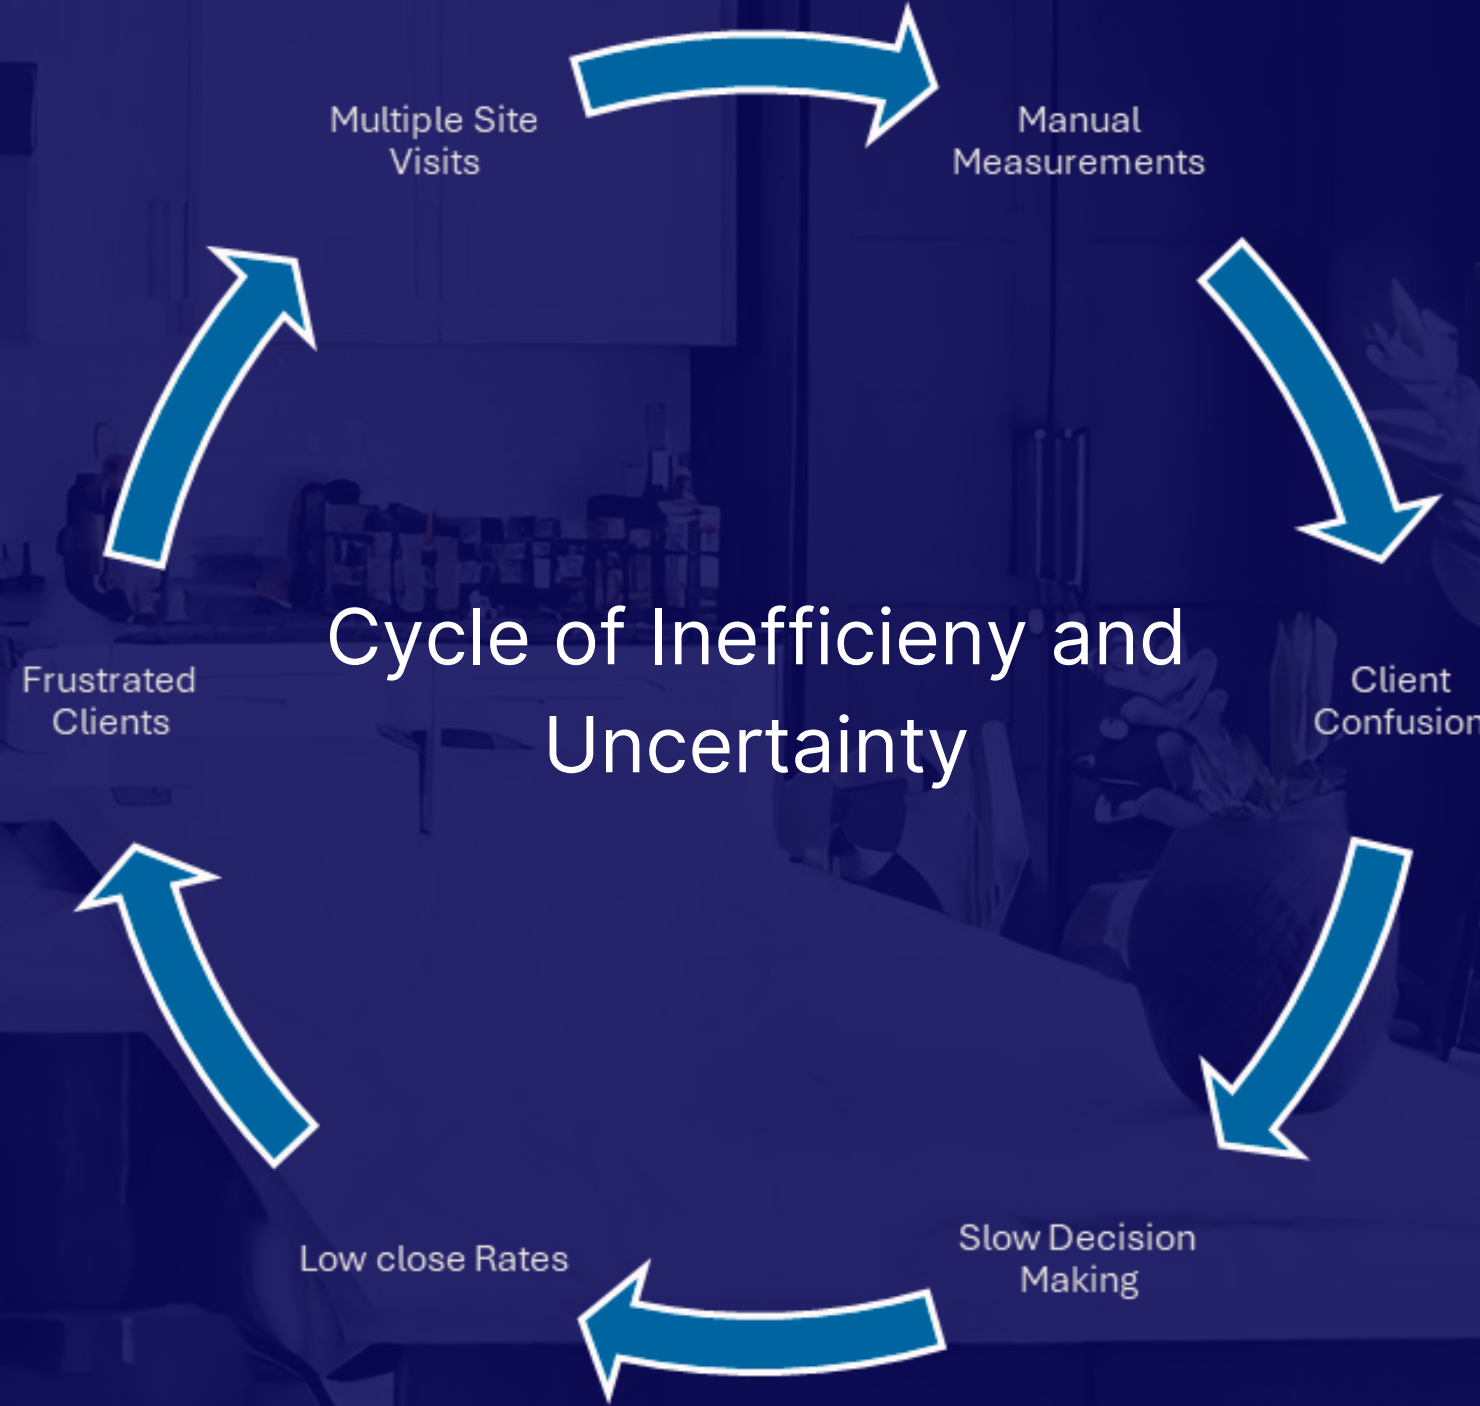 Multiple Site
Visits
Manual
Measurements
Cycle of Inefficieny and
Uncertainty
Frustrated
Clients
Client
Confusion
Low close Rates
Slow Decision
Making